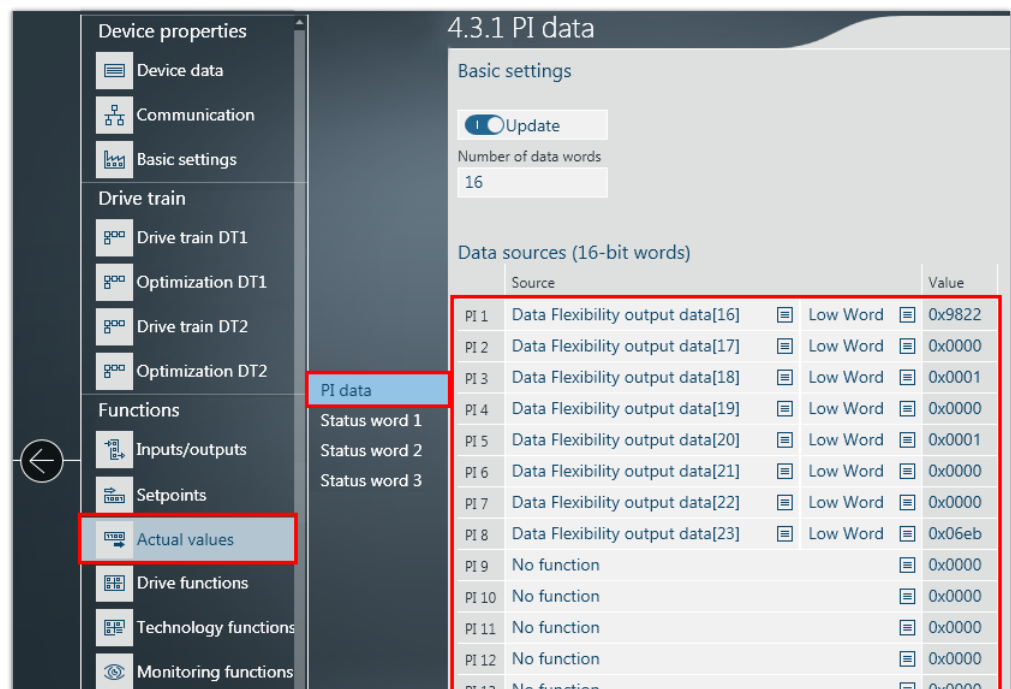 Device properties
Device data
Communication
Basic settings
Drive train
Drive train DT1
Optimization DT1
Drive train DT2
Optimization DT2
Functions
Inputs/outputs
Setpoints
Actual values
Drive functions
Technology functions
Monitoring functions
PI data
Status word 1
Status word 2
Status word 3
4.3.1 PI data
Basic settings
Update
Number of data words
16
Data sources (16-bit words)
Source Value
PI 1 Data Flexibility output data[16] Low Word 0x9822
PI 2 Data Flexibility output data[17] Low Word 0x0000
PI 3 Data Flexibility output data[18] Low Word 0x0001
PI 4 Data Flexibility output data[19] Low Word 0x0000
PI 5 Data Flexibility output data[20] Low Word 0x0001
PI 6 Data Flexibility output data[21] Low Word 0x0000
PI 7 Data Flexibility output data[22] Low Word 0x0000
PI 8 Data Flexibility output data[23] Low Word 0x06eb
PI 9 No function 0x0000
PI 10 No function 0x0000
PI 11 No function 0x0000
PI 12 No function 0x0000
PI 13 No function 0x0000